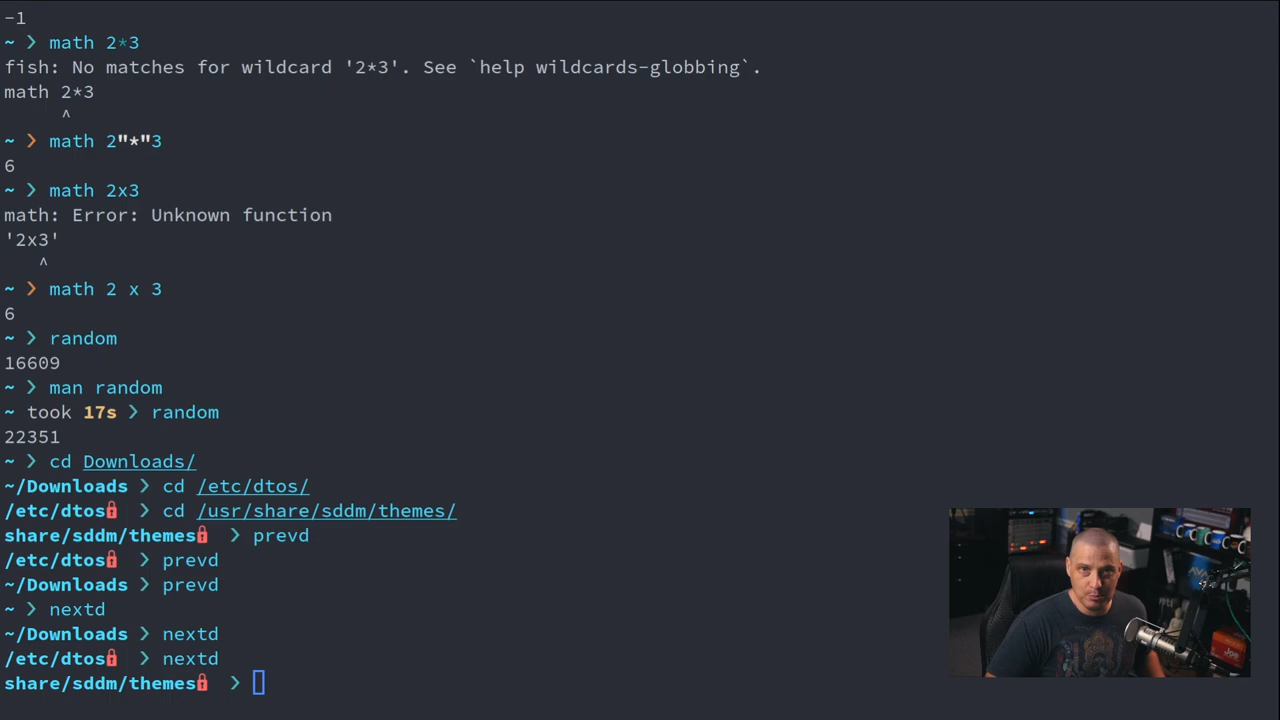 -1
~ ❯ math 2*3
fish: No matches for wildcard '2*3'. See `help wildcards-globbing`.
math 2*3
^
~ ❯ math 2"*"3
6
~ ❯ math 2x3
math: Error: Unknown function
'2x3'
^
~ ❯ math 2 x 3
6
~ ❯ random
16609
~ ❯ man random
~ took 17s ❯ random
22351
~ ❯ cd Downloads/
~/Downloads ❯ cd /etc/dtos/
/etc/dtos🔒 ❯ cd /usr/share/sddm/themes/
share/sddm/themes🔒 ❯ prevd
/etc/dtos🔒 ❯ prevd
~/Downloads ❯ prevd
~ ❯ nextd
~/Downloads ❯ nextd
/etc/dtos🔒 ❯ nextd
share/sddm/themes🔒 ❯